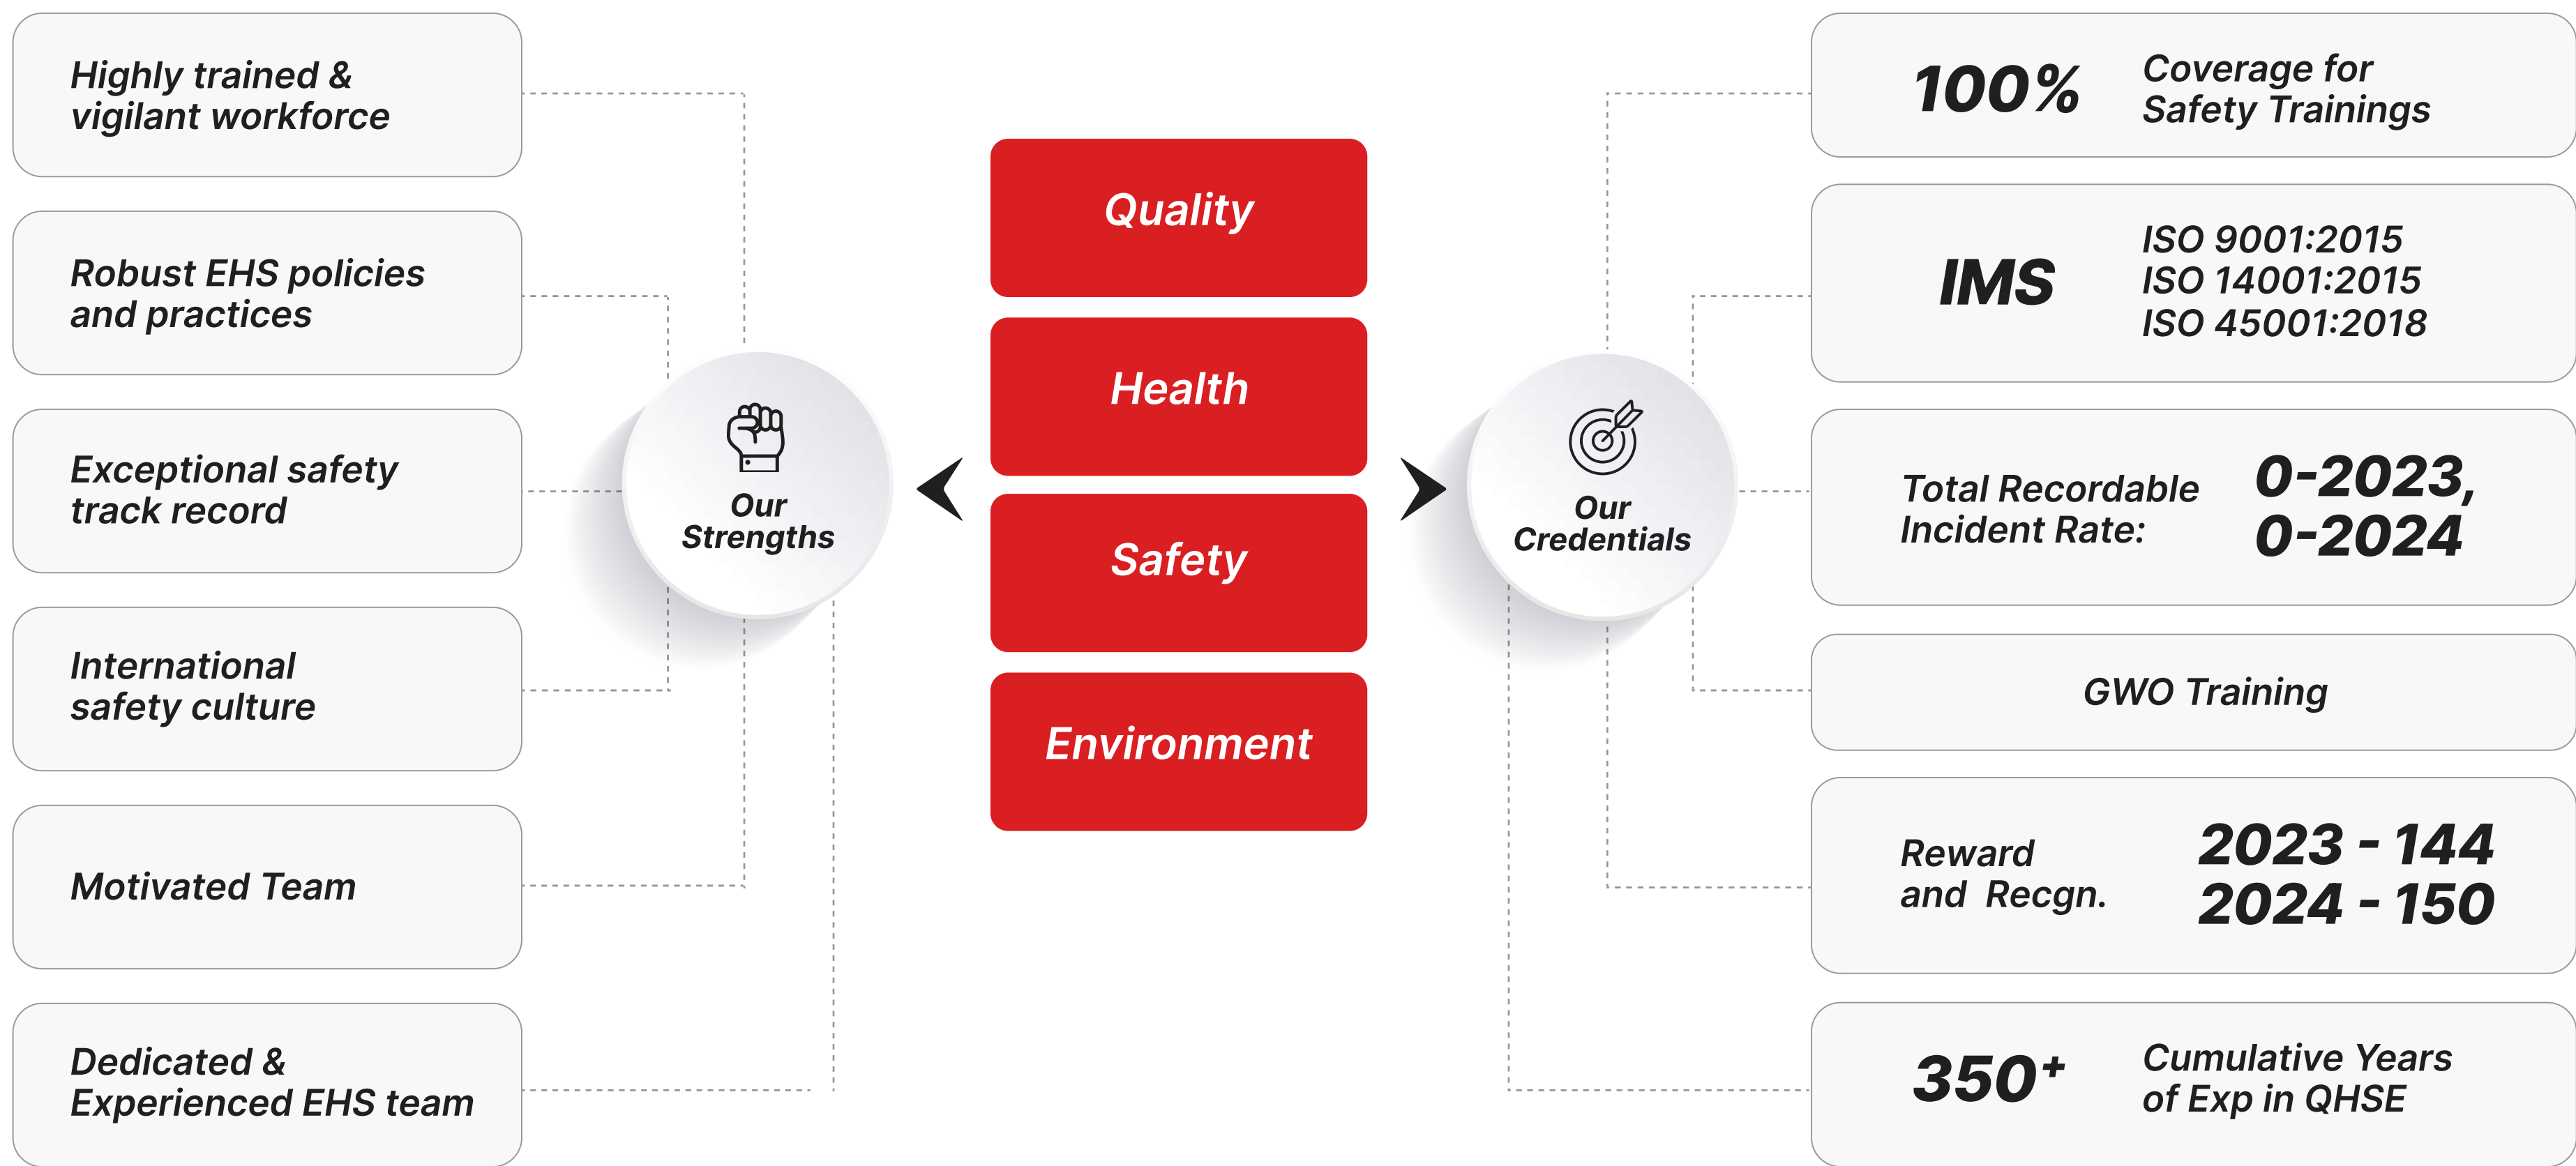 Highly trained &
vigilant workforce
Robust EHS policies
and practices
Exceptional safety
track record
International
safety culture
Motivated Team
Dedicated &
Experienced EHS team
Our
Strengths
Quality
Health
Safety
Environment
Our
Credentials
100%
Coverage for
Safety Trainings
IMS
ISO 9001:2015
ISO 14001:2015
ISO 45001:2018
Total Recordable
Incident Rate:
0-2023,
0-2024
GWO Training
Reward
and Recgn.
2023 - 144
2024 - 150
350+
Cumulative Years
of Exp in QHSE